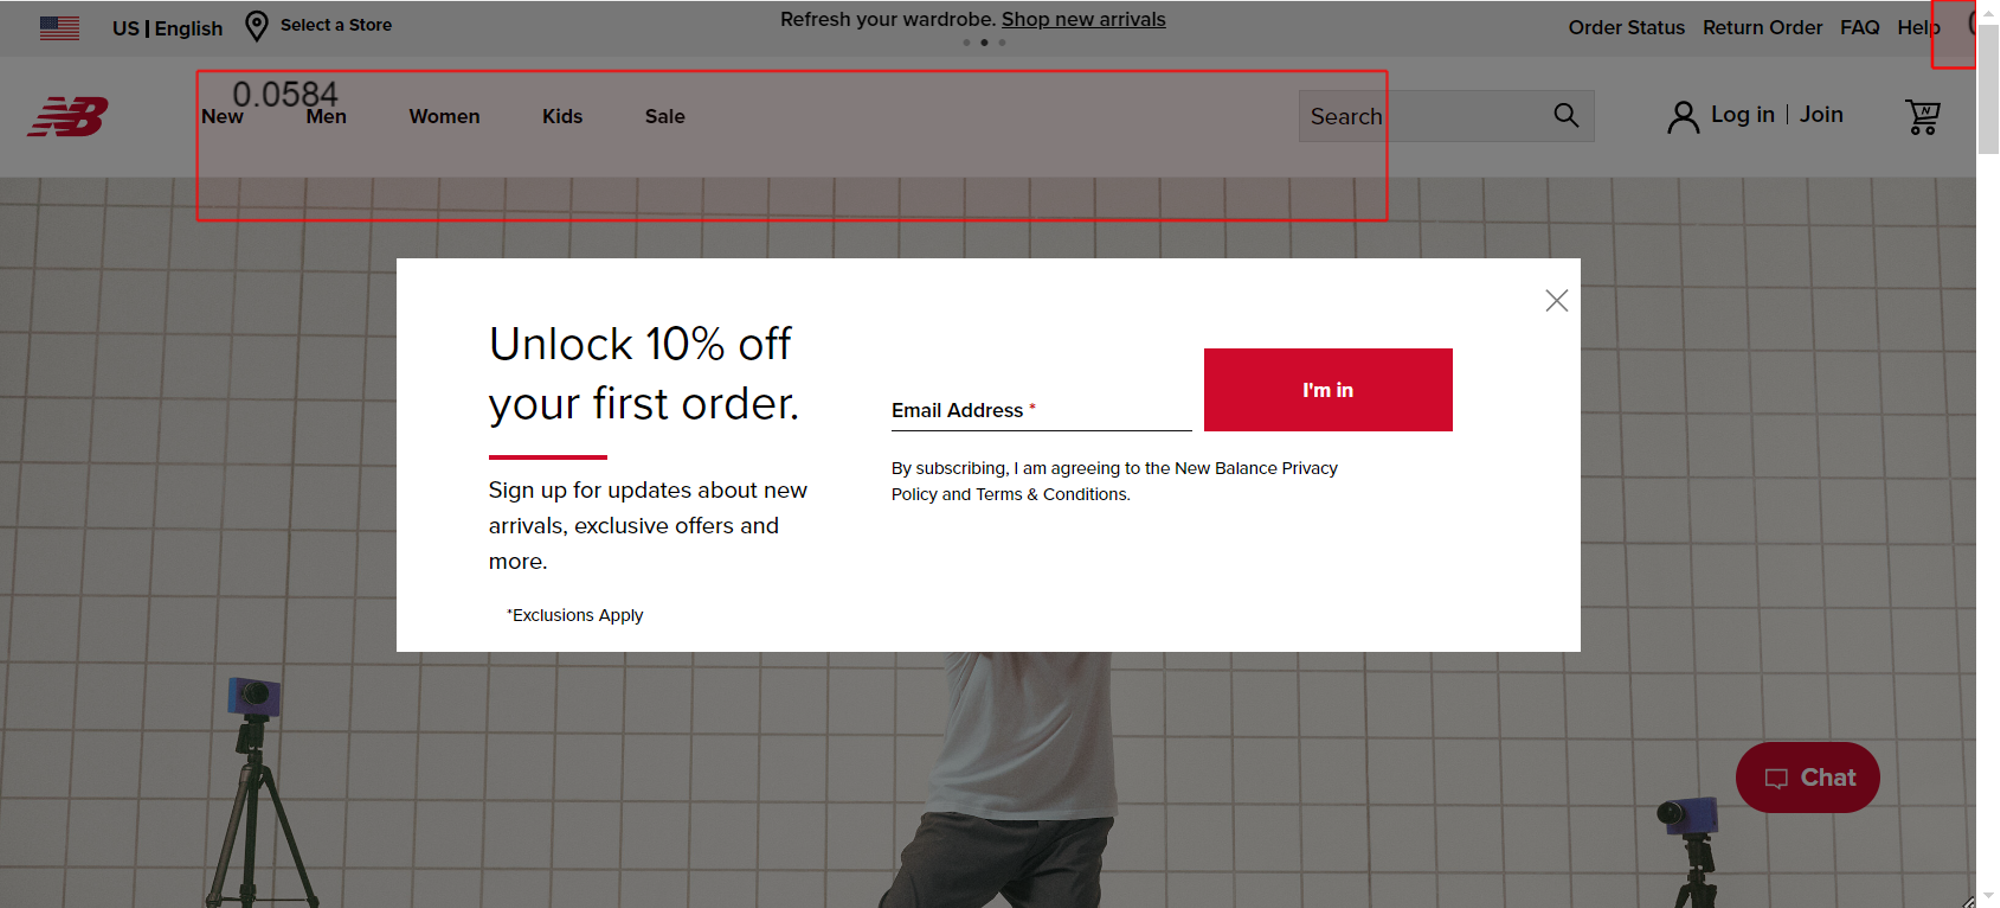 US | English
Select a Store
Refresh your wardrobe. Shop new arrivals
Order Status
Return Order
FAQ
Help
0.0584
NB
New
Men
Women
Kids
Sale
Search
Log in | Join
Unlock 10% off
your first order.
Sign up for updates about new
arrivals, exclusive offers and
more.
*Exclusions Apply
Email Address *
I'm in
By subscribing, I am agreeing to the New Balance Privacy
Policy and Terms & Conditions.
Chat